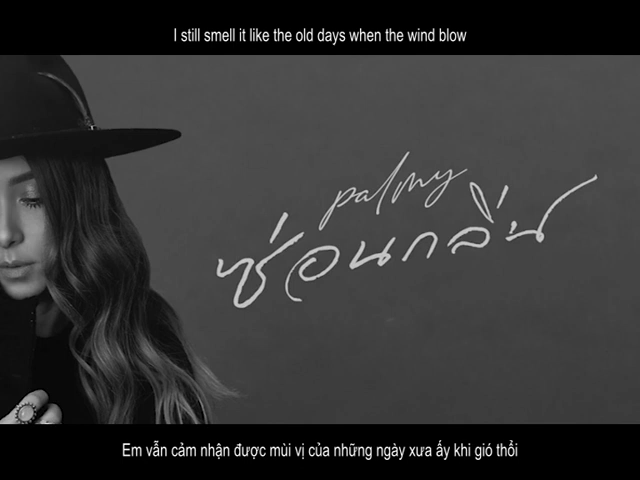 I still smell it like the old days when the wind blow
palmy
ซ่อนกลิ่น
Em vẫn cảm nhận được mùi vị của những ngày xưa ấy khi gió thổi